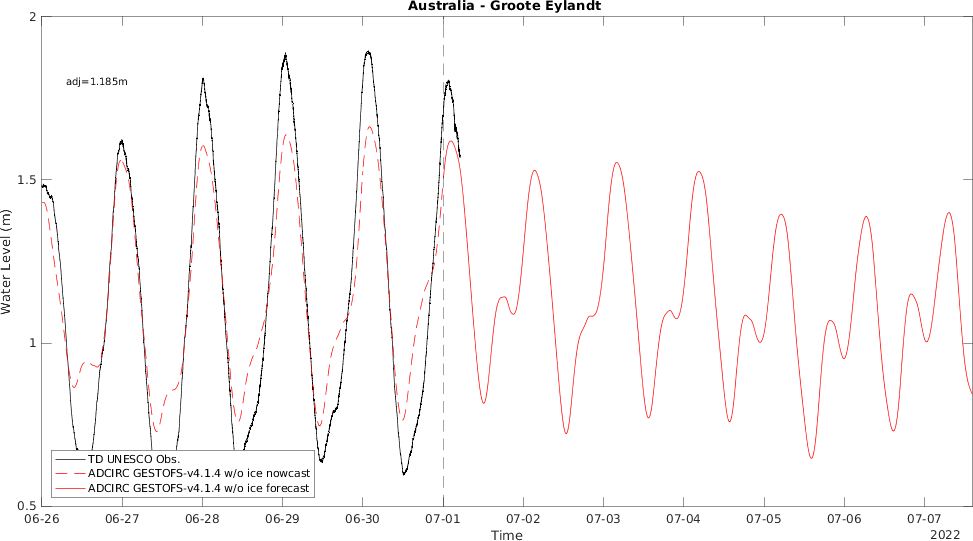 Australia - Groote Eylandt
2
adj=1.185m
1.5
Water Level (m)
1
TD UNESCO Obs.
ADCIRC GESTOFS-v4.1.4 w/o ice nowcast
ADCIRC GESTOFS-v4.1.4 w/o ice forecast
0.5
06-26 06-27 06-28 06-29 06-30 07-01 07-02 07-03 07-04 07-05 07-06 07-07
Time
2022